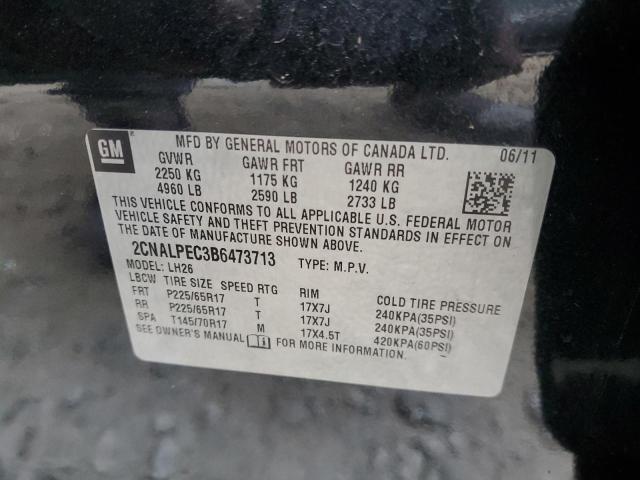 GM
MFD BY GENERAL MOTORS OF CANADA LTD. 06/11
GVWR GAWR FRT GAWR RR
2250 KG 1175 KG 1240 KG
4960 LB 2590 LB 2733 LB
THIS VEHICLE CONFORMS TO ALL APPLICABLE U.S. FEDERAL MOTOR
VEHICLE SAFETY AND THEFT PREVENTION STANDARDS IN EFFECT ON
THE DATE OF MANUFACTURE SHOWN ABOVE.
2CNALPEC3B6473713 TYPE: M.P.V.
MODEL: LH26
LBCW TIRE SIZE SPEED RTG RIM COLD TIRE PRESSURE
FRT P225/65R17 T 17X7J 240KPA(35PSI)
RR P225/65R17 T 17X7J 240KPA(35PSI)
SPA T145/70R17 M 17X4.5T 420KPA(60PSI)
SEE OWNER'S MANUAL FOR MORE INFORMATION.